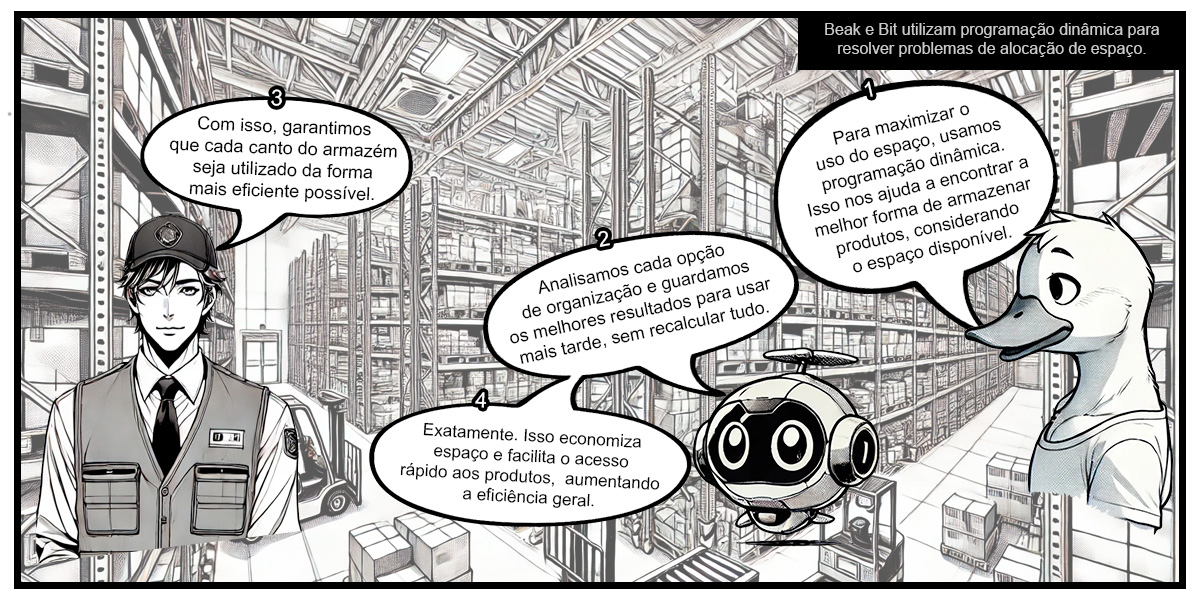 Beak e Bit utilizam programação dinâmica para
resolver problemas de alocação de espaço.
1
Para maximizar o
uso do espaço, usamos
programação dinâmica.
Isso nos ajuda a encontrar a
melhor forma de armazenar
produtos, considerando
o espaço disponível.
2
Analisamos cada opção
de organização e guardamos
os melhores resultados para usar
mais tarde, sem recalcular tudo.
3
Com isso, garantimos
que cada canto do armazém
seja utilizado da forma
mais eficiente possível.
4
Exatamente. Isso economiza
espaço e facilita o acesso
rápido aos produtos, aumentando
a eficiência geral.